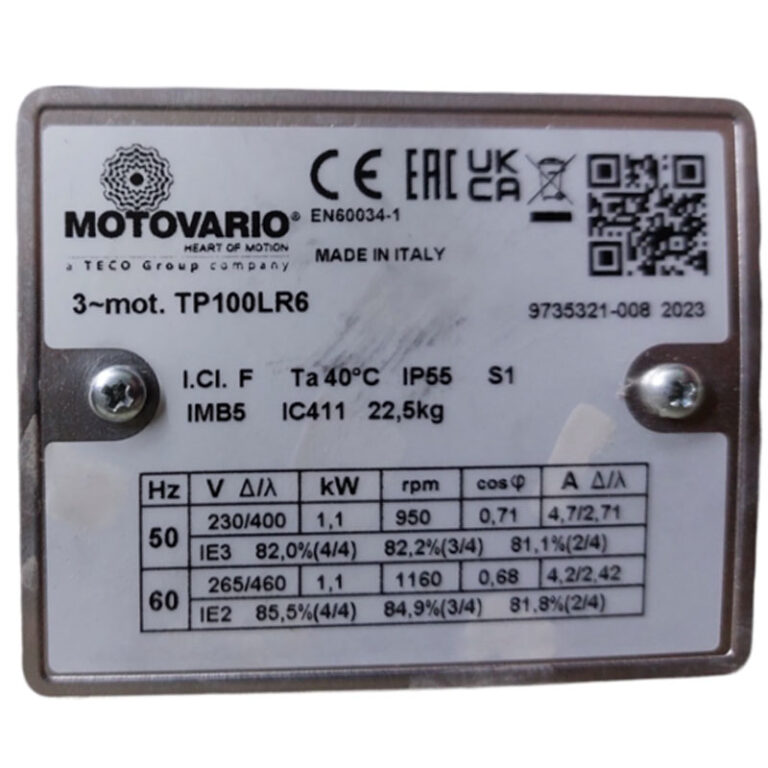 CE EAC UK CA
MOTOVARIO®
EN60034-1
HEART OF MOTION
MADE IN ITALY
a TECO Group company
3~mot. TP100LR6
9735321-008 2023
I.Cl. F Ta 40°C IP55 S1
IMB5 IC411 22,5kg
Hz V Δ/λ kW rpm cosφ A Δ/λ
50 230/400 1,1 950 0,71 4,7/2,71
IE3 82,0%(4/4) 82,2%(3/4) 81,1%(2/4)
60 265/460 1,1 1160 0,68 4,2/2,42
IE2 85,5%(4/4) 84,9%(3/4) 81,8%(2/4)